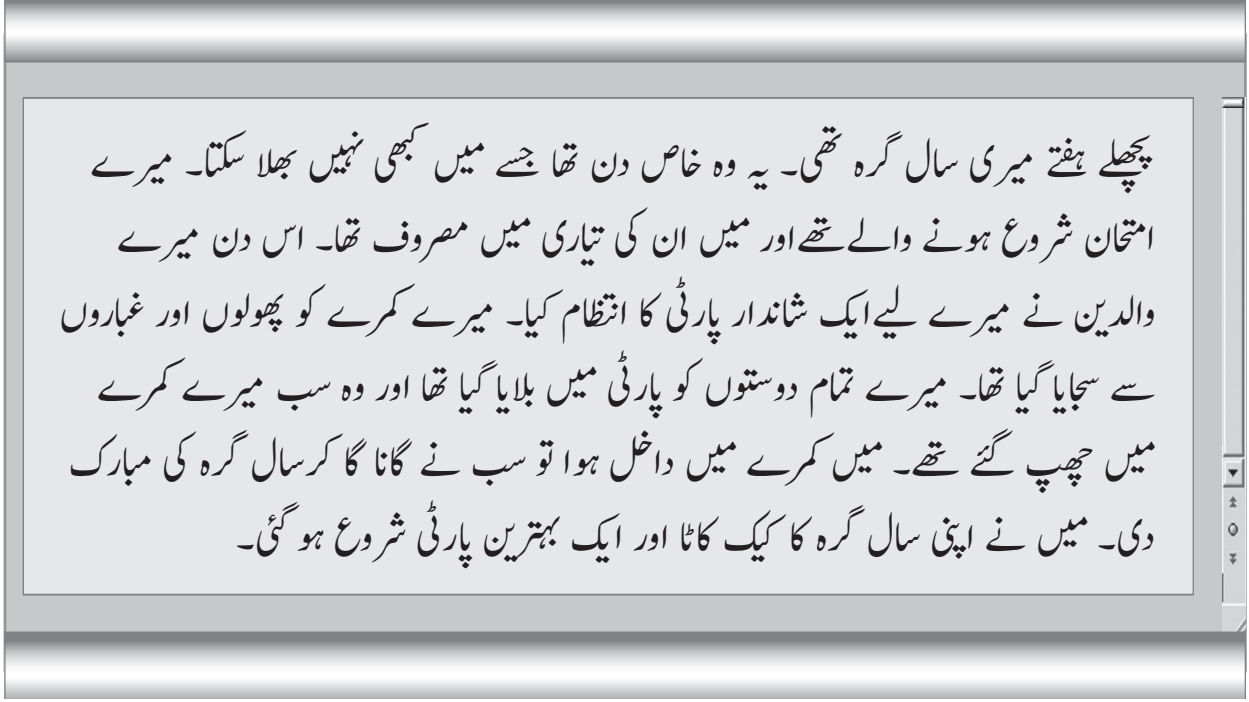 پچھلے ہفتے میری سال گرہ تھی۔ یہ وہ خاص دن تھا جسے میں کبھی نہیں بھلا سکتا۔ میرے
امتحان شروع ہونے والے تھے اور میں ان کی تیاری میں مصروف تھا۔ اس دن میرے
والدین نے میرے لیے ایک شاندار پارٹی کا انتظام کیا۔ میرے کمرے کو پھولوں اور غباروں
سے سجایا گیا تھا۔ میرے تمام دوستوں کو پارٹی میں بلایا گیا تھا اور وہ سب میرے کمرے
میں چھپ گئے تھے۔ میں کمرے میں داخل ہوا تو سب نے گانا گا کر سال گرہ کی مبارک
دی۔ میں نے اپنی سال گرہ کا کیک کاٹا اور ایک بہترین پارٹی شروع ہو گئی۔